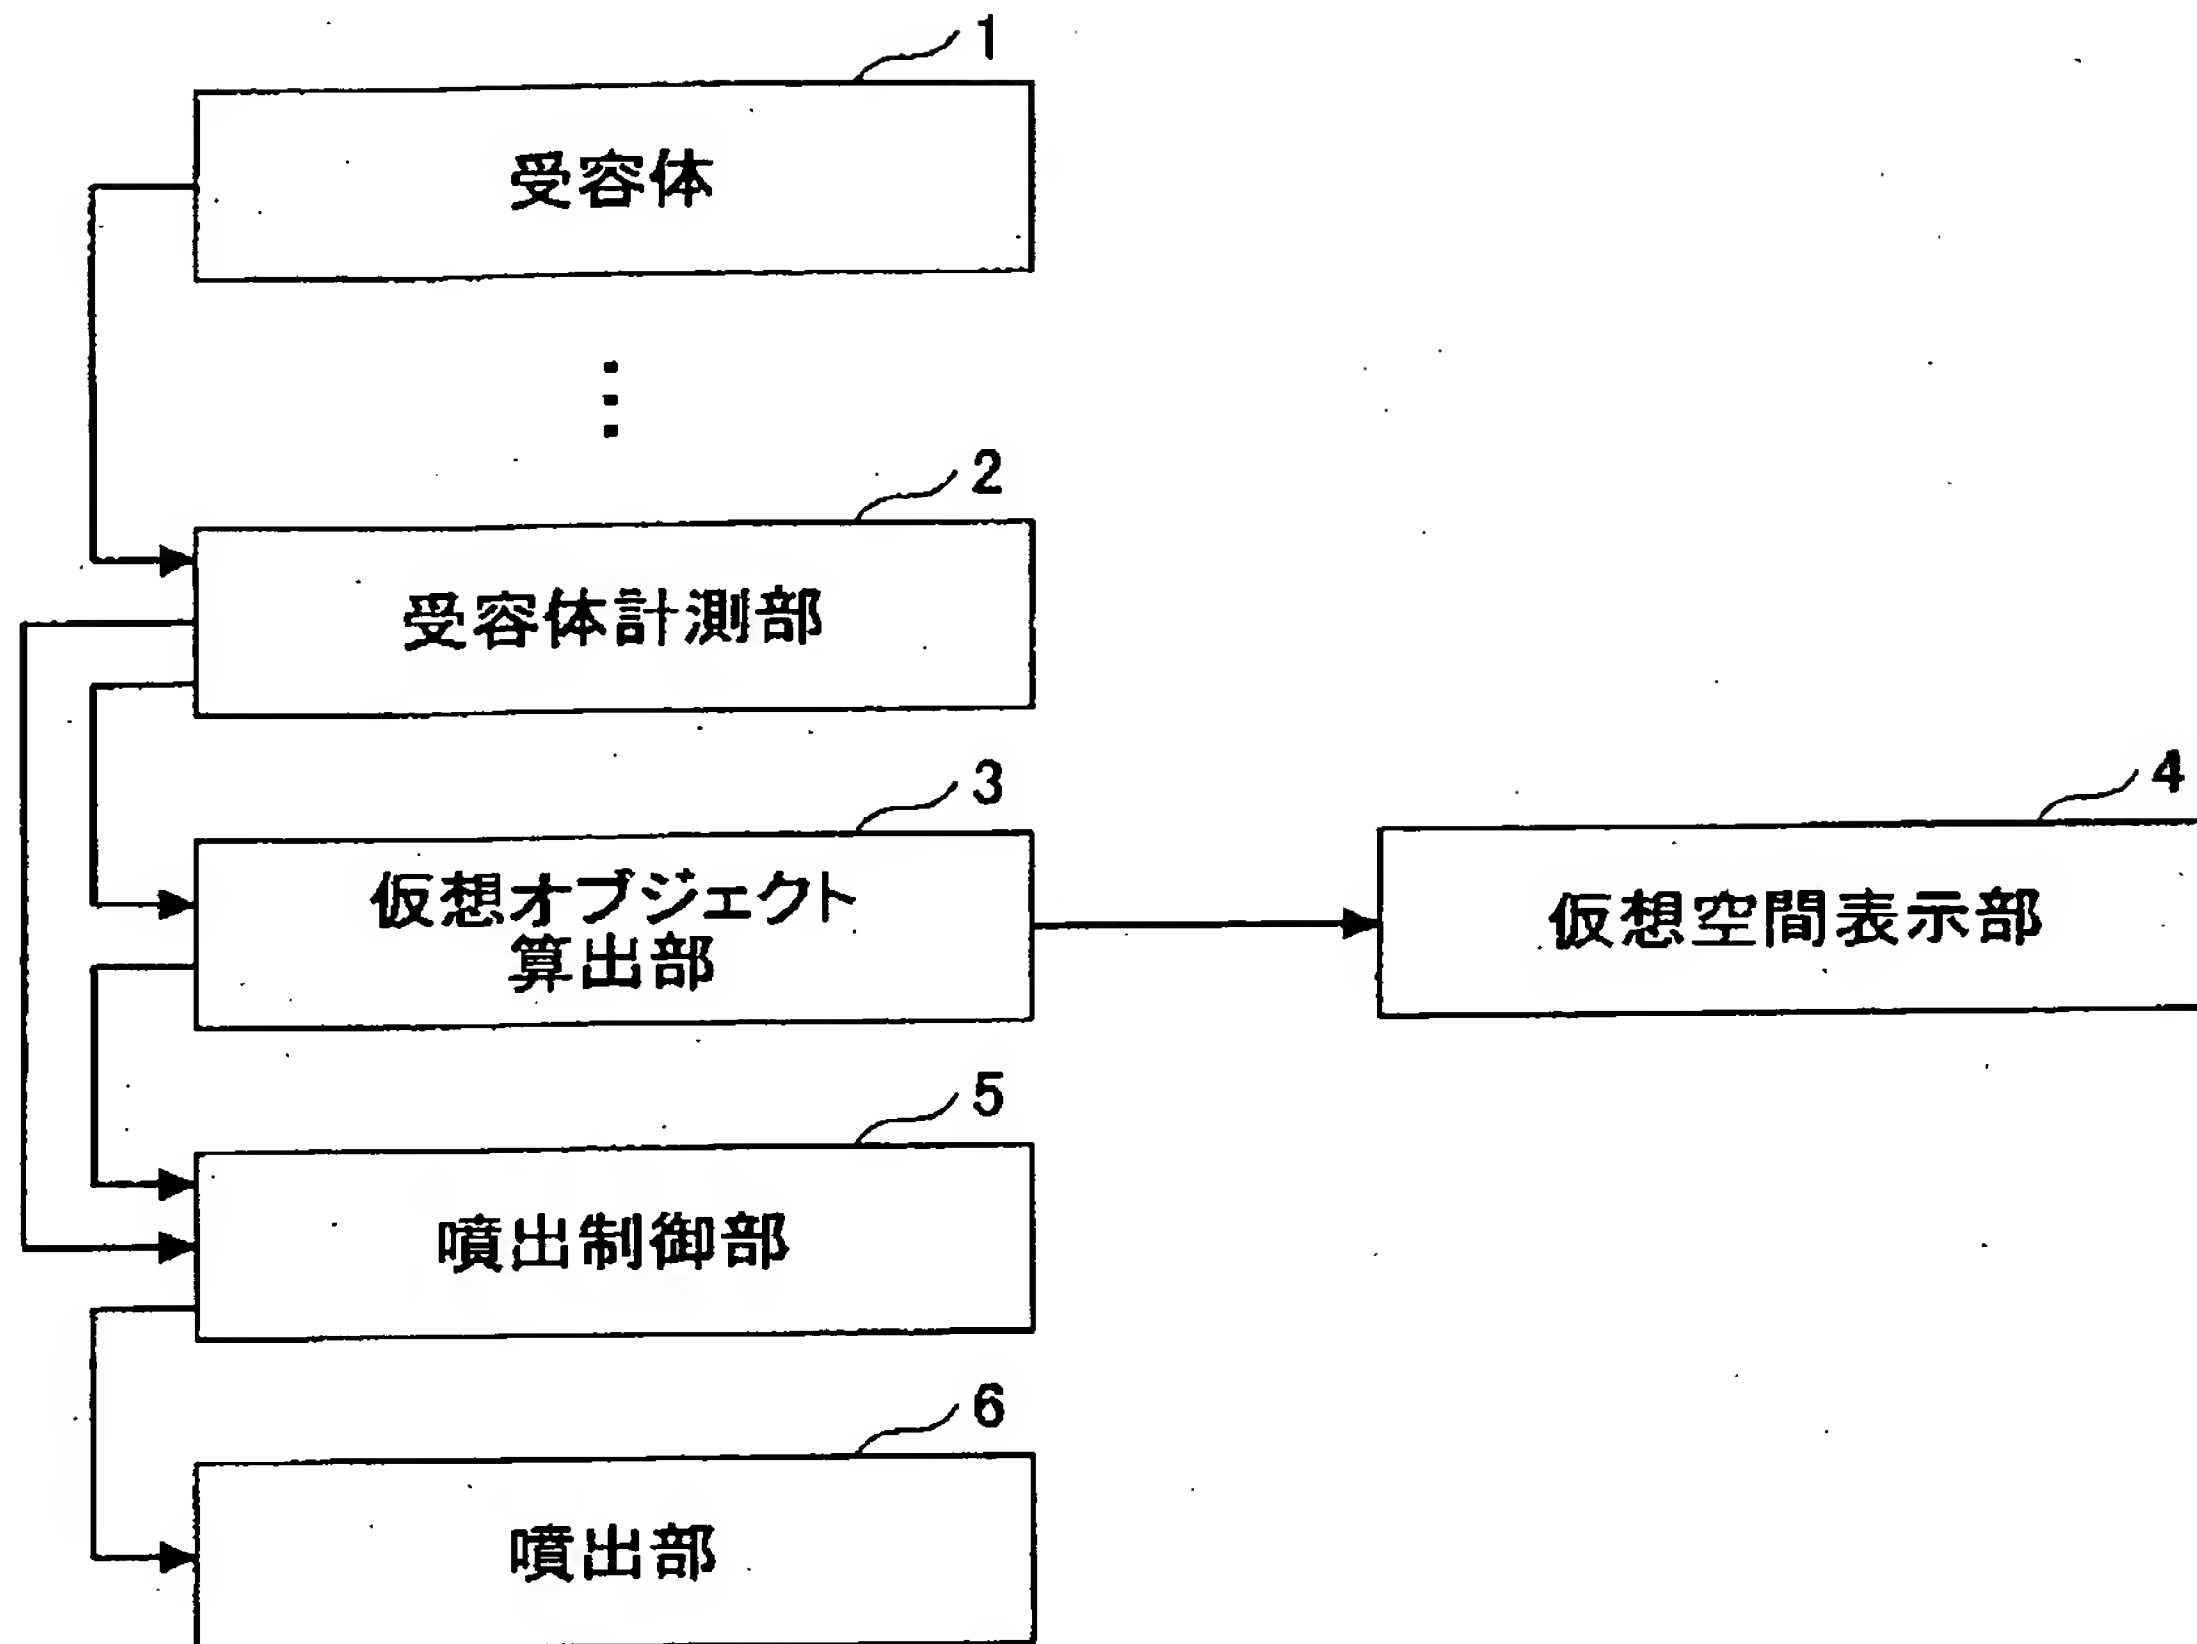 1
受容体
2
受容体計測部
3
仮想オブジェクト
算出部
4
仮想空間表示部
5
噴出制御部
6
噴出部